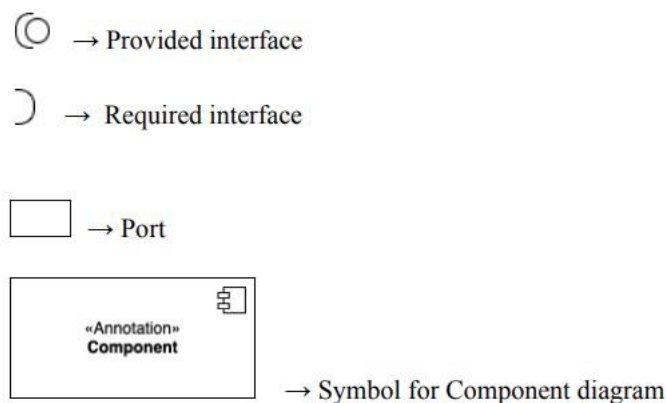 → Provided interface
→ Required interface
→ Port
«Annotation»
Component
→ Symbol for Component diagram